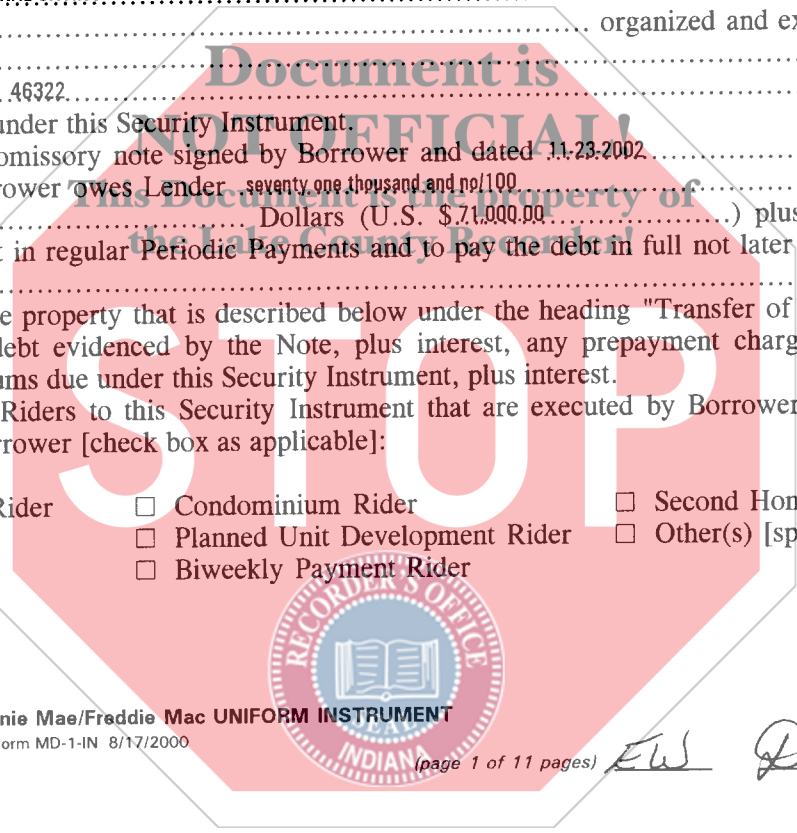 organized and ex
Document is
46322
under this Security Instrument.
NOT OFFICIAL!
omissory note signed by Borrower and dated 11-23-2002
rower owes Lender seventy one thousand and no/100
This Document is the property of
Dollars (U.S. $ 71,000.00 ) plus
the Lake County Recorder!
t in regular Periodic Payments and to pay the debt in full not later
e property that is described below under the heading "Transfer of
debt evidenced by the Note, plus interest, any prepayment charg
ums due under this Security Instrument, plus interest.
Riders to this Security Instrument that are executed by Borrower
rrower [check box as applicable]:
STOP
Rider □ Condominium Rider □ Second Hom
□ Planned Unit Development Rider □ Other(s) [sp
□ Biweekly Payment Rider
RECORDER'S OFFICE
SEAL
INDIANA
nie Mae/Freddie Mac UNIFORM INSTRUMENT
orm MD-1-IN 8/17/2000
(page 1 of 11 pages) EW